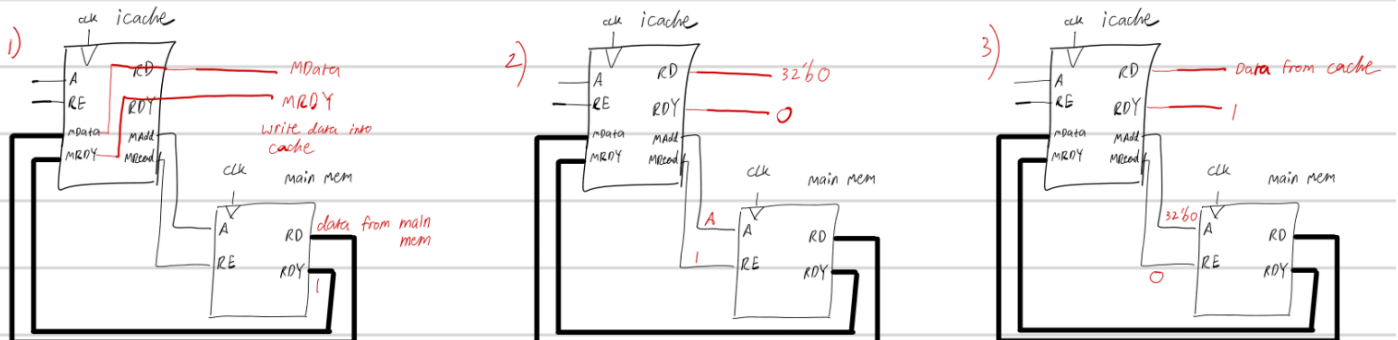 1)
clk icache
A
RE
mData
MRDY
RD
RDY
MAdd
MRead
MData
MRDY
write data into
cache
clk
main mem
A
RE
RD
RDY
data from main
mem
1
2)
clk icache
A
RE
mData
MRDY
RD
RDY
MAdd
MRead
32'b0
0
clk
main mem
A
1
A
RE
RD
RDY
3)
clk icache
A
RE
mData
MRDY
RD
RDY
MAdd
MRead
Data from cache
1
clk
main mem
32'b0
0
A
RE
RD
RDY